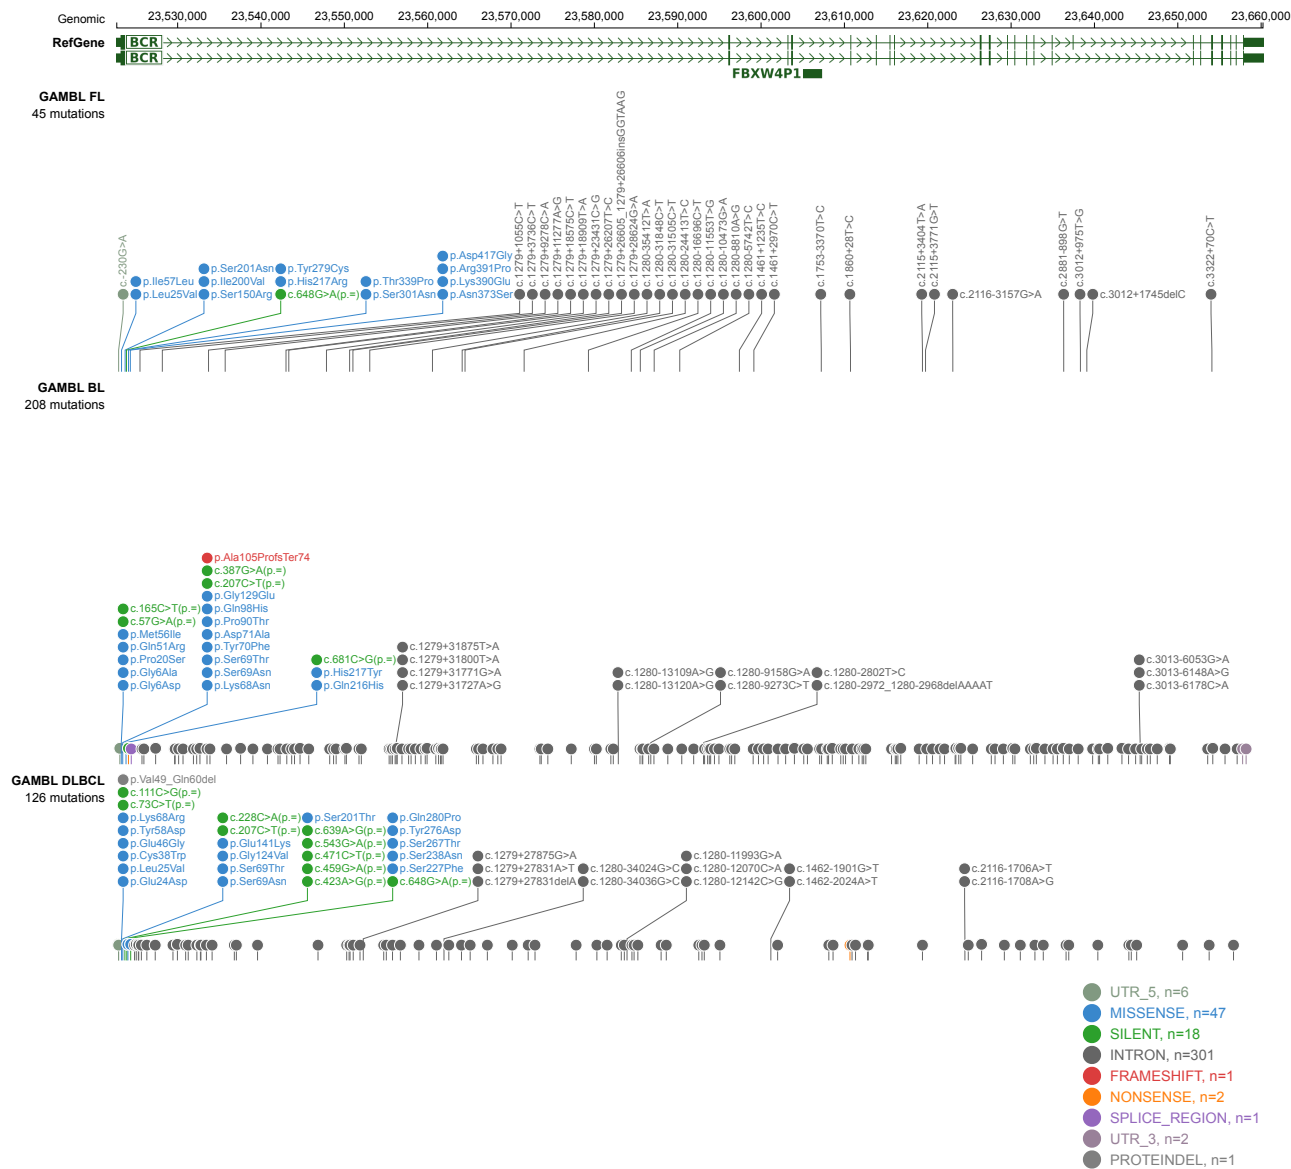 Genomic
23,530,000
23,540,000
23,550,000
23,560,000
23,570,000
23,580,000
23,590,000
23,600,000
23,610,000
23,620,000
23,630,000
23,640,000
23,650,000
23,660,000
RefGene
BCR
BCR
FBXW4P1
GAMBL FL
45 mutations
c.-230G>A
p.Ile57Leu
p.Leu25Val
p.Ser201Asn
p.Ile200Val
p.Ser150Arg
p.Tyr279Cys
p.His217Arg
c.648G>A(p.=)
p.Thr339Pro
p.Ser301Asn
p.Asp417Gly
p.Arg391Pro
p.Lys390Glu
p.Asn373Ser
c.1279+1055C>T
c.1279+3736C>T
c.1279+9278C>A
c.1279+11277A>G
c.1279+18575C>T
c.1279+18909T>A
c.1279+23431C>G
c.1279+26207T>C
c.1279+26605_1279+26606insGGTAAG
c.1279+28624G>A
c.1280-35412T>A
c.1280-31848C>T
c.1280-31505C>T
c.1280-24413T>C
c.1280-16696C>T
c.1280-11553T>G
c.1280-10473G>A
c.1280-8810A>G
c.1280-5742T>C
c.1461+1235T>C
c.1461+2970C>T
c.1753-3370T>C
c.1860+28T>C
c.2115+3404T>A
c.2115+3771G>T
c.2116-3157G>A
c.2881-898G>T
c.3012+975T>G
c.3012+1745delC
c.3322+70C>T
GAMBL BL
208 mutations
c.165C>T(p.=)
c.57G>A(p.=)
p.Met56Ile
p.Gln51Arg
p.Pro20Ser
p.Gly6Ala
p.Gly6Asp
p.Ala105ProfsTer74
c.387G>A(p.=)
c.207C>T(p.=)
p.Gly129Glu
p.Gln98His
p.Pro90Thr
p.Asp71Ala
p.Tyr70Phe
p.Ser69Thr
p.Ser69Asn
p.Lys68Asn
c.681C>G(p.=)
p.His217Tyr
p.Gln216His
c.1279+31875T>A
c.1279+31800T>A
c.1279+31771G>A
c.1279+31727A>G
c.1280-13109A>G
c.1280-13120A>G
c.1280-9158G>A
c.1280-9273C>T
c.1280-2802T>C
c.1280-2972_1280-2968delAAAAT
c.3013-6053G>A
c.3013-6148A>G
c.3013-6178C>A
GAMBL DLBCL
126 mutations
p.Val49_Gln60del
c.111C>G(p.=)
c.73C>T(p.=)
p.Lys68Arg
p.Tyr58Asp
p.Glu46Gly
p.Cys38Trp
p.Leu25Val
p.Glu24Asp
c.228C>A(p.=)
c.207C>T(p.=)
p.Glu141Lys
p.Gly124Val
p.Ser69Thr
p.Ser69Asn
p.Ser201Thr
c.639A>G(p.=)
c.543G>A(p.=)
c.471C>T(p.=)
c.459G>A(p.=)
c.423A>G(p.=)
p.Gln280Pro
p.Tyr276Asp
p.Ser267Thr
p.Ser238Asn
p.Ser227Phe
c.648G>A(p.=)
c.1279+27875G>A
c.1279+27831A>T
c.1279+27831delA
c.1280-34024G>C
c.1280-34036G>C
c.1280-11993G>A
c.1280-12070C>A
c.1280-12142C>G
c.1462-1901G>T
c.1462-2024A>T
c.2116-1706A>T
c.2116-1708A>G
UTR_5, n=6
MISSENSE, n=47
SILENT, n=18
INTRON, n=301
FRAMESHIFT, n=1
NONSENSE, n=2
SPLICE_REGION, n=1
UTR_3, n=2
PROTEINDEL, n=1